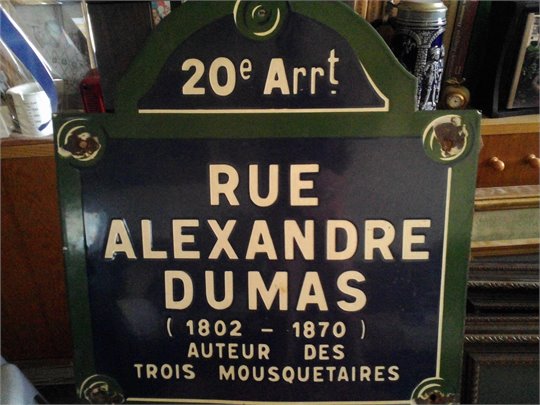 20e Arrt
RUE
ALEXANDRE
DUMAS
( 1802 - 1870 )
AUTEUR DES
TROIS MOUSQUETAIRES